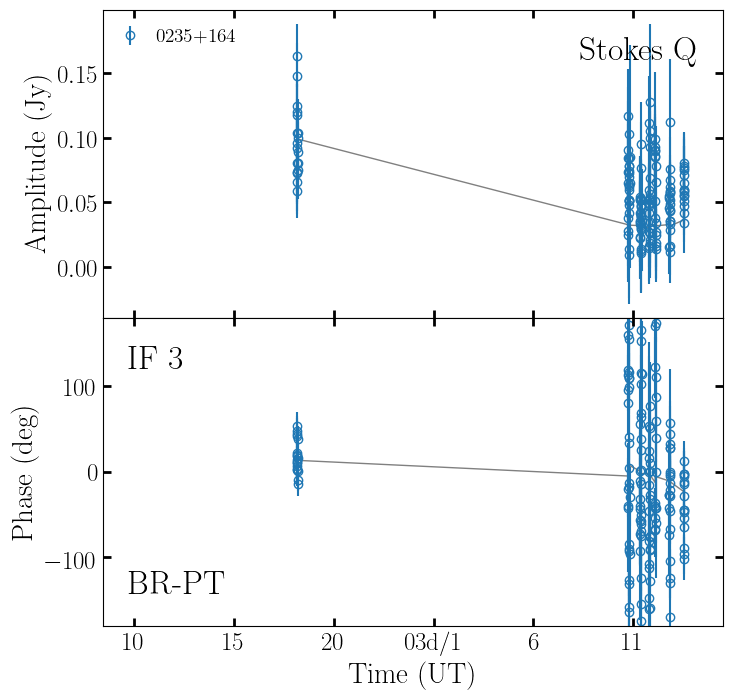 0235+164
Stokes Q
Amplitude (Jy)
0.15
0.10
0.05
0.00
IF 3
Phase (deg)
100
0
−100
BR-PT
10 15 20 03d/1 6 11
Time (UT)